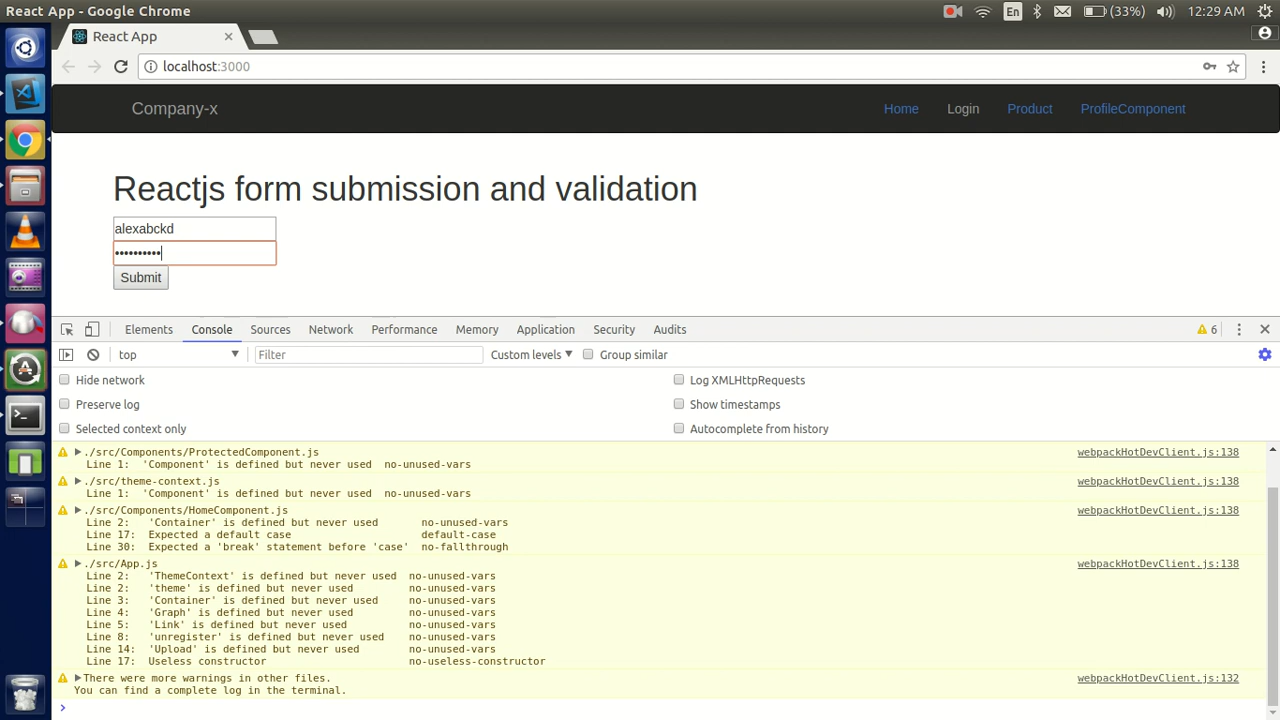 React App - Google Chrome
En
(33%)
12:29 AM
React App
localhost:3000
Company-x
Home
Login
Product
ProfileComponent
Reactjs form submission and validation
alexabckd
••••••••••
Submit
Elements
Console
Sources
Network
Performance
Memory
Application
Security
Audits
6
top
Filter
Custom levels
Group similar
Hide network
Log XMLHttpRequests
Preserve log
Show timestamps
Selected context only
Autocomplete from history
./src/Components/ProtectedComponent.js webpackHotDevClient.js:138
Line 1: 'Component' is defined but never used no-unused-vars
./src/theme-context.js webpackHotDevClient.js:138
Line 1: 'Component' is defined but never used no-unused-vars
./src/Components/HomeComponent.js webpackHotDevClient.js:138
Line 2: 'Container' is defined but never used no-unused-vars
Line 17: Expected a default case default-case
Line 30: Expected a 'break' statement before 'case' no-fallthrough
./src/App.js webpackHotDevClient.js:138
Line 2: 'ThemeContext' is defined but never used no-unused-vars
Line 2: 'theme' is defined but never used no-unused-vars
Line 3: 'Container' is defined but never used no-unused-vars
Line 4: 'Graph' is defined but never used no-unused-vars
Line 5: 'Link' is defined but never used no-unused-vars
Line 8: 'unregister' is defined but never used no-unused-vars
Line 14: 'Upload' is defined but never used no-unused-vars
Line 17: Useless constructor no-useless-constructor
There were more warnings in other files. webpackHotDevClient.js:132
You can find a complete log in the terminal.